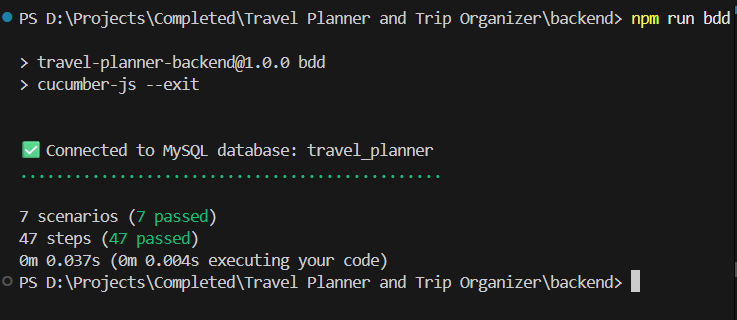 PS D:\Projects\Completed\Travel Planner and Trip Organizer\backend> npm run bdd
> travel-planner-backend@1.0.0 bdd
> cucumber-js --exit
✅ Connected to MySQL database: travel_planner
...............................................
7 scenarios (7 passed)
47 steps (47 passed)
0m 0.037s (0m 0.004s executing your code)
PS D:\Projects\Completed\Travel Planner and Trip Organizer\backend>